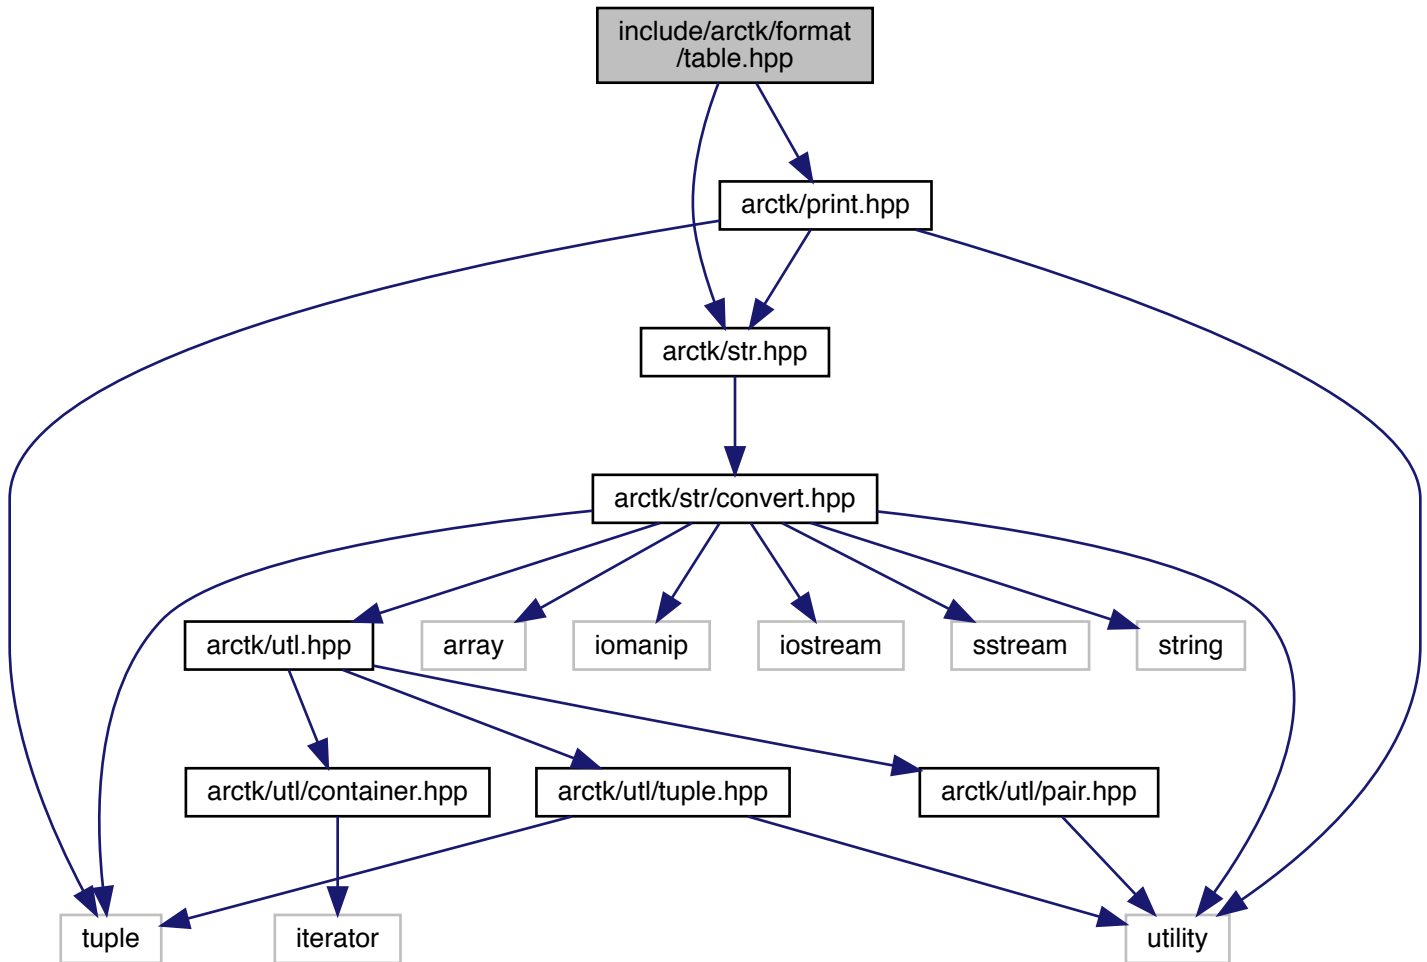 include/arctk/format
/table.hpp
arctk/print.hpp
arctk/str.hpp
arctk/str/convert.hpp
arctk/utl.hpp
array
iomanip
iostream
sstream
string
arctk/utl/container.hpp
arctk/utl/tuple.hpp
arctk/utl/pair.hpp
tuple
iterator
utility